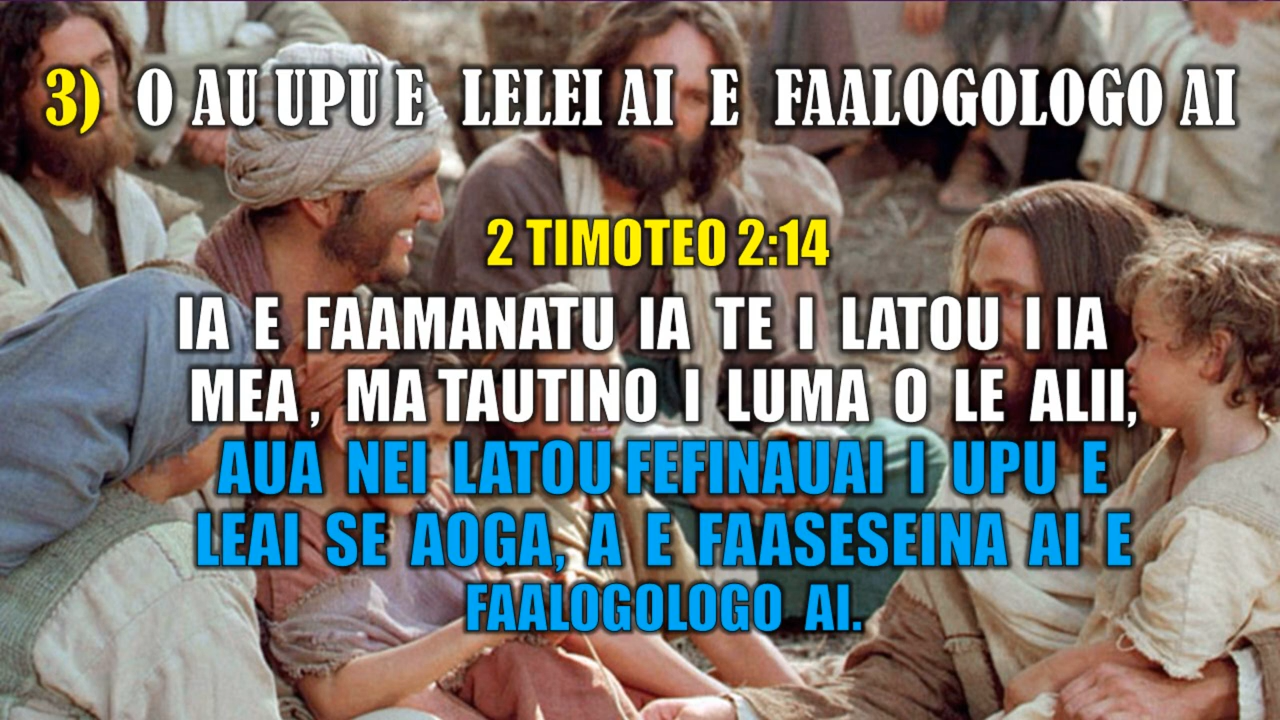 3) O AU UPU E LELEI AI E FAALOGOLOGO AI
2 TIMOTEO 2:14
IA E FAAMANATU IA TE I LATOU I IA
MEA , MA TAUTINO I LUMA O LE ALII,
AUA NEI LATOU FEFINAUAI I UPU E
LEAI SE AOGA, A E FAASESEINA AI E
FAALOGOLOGO AI.